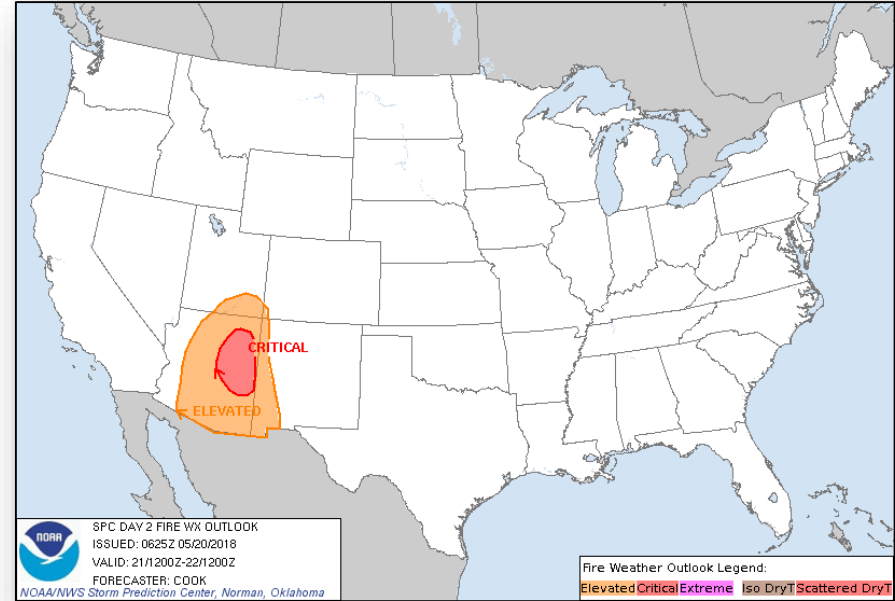 CRITICAL
ELEVATED
NOAA
SPC DAY 2 FIRE WX OUTLOOK
ISSUED: 0625Z 05/20/2018
VALID: 21/1200Z-22/1200Z
FORECASTER: COOK
NOAA/NWS Storm Prediction Center, Norman, Oklahoma
Fire Weather Outlook Legend:
Elevated Critical Extreme Iso DryT Scattered DryT